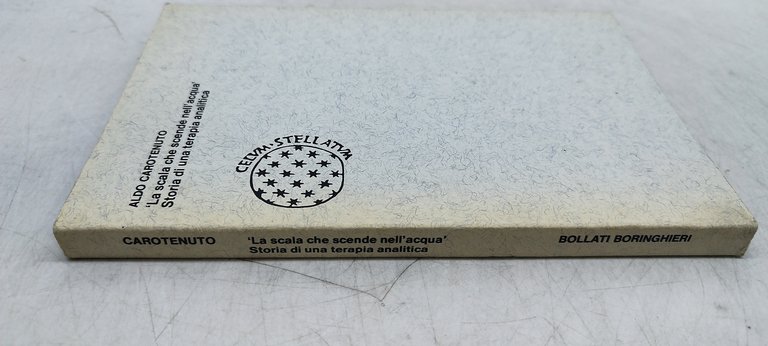 ALDO CAROTENUTO
'La scala che scende nell'acqua'
Storia di una terapia analitica
CELVM·STELLATVM
CAROTENUTO
'La scala che scende nell'acqua'
Storia di una terapia analitica
BOLLATI BORINGHIERI